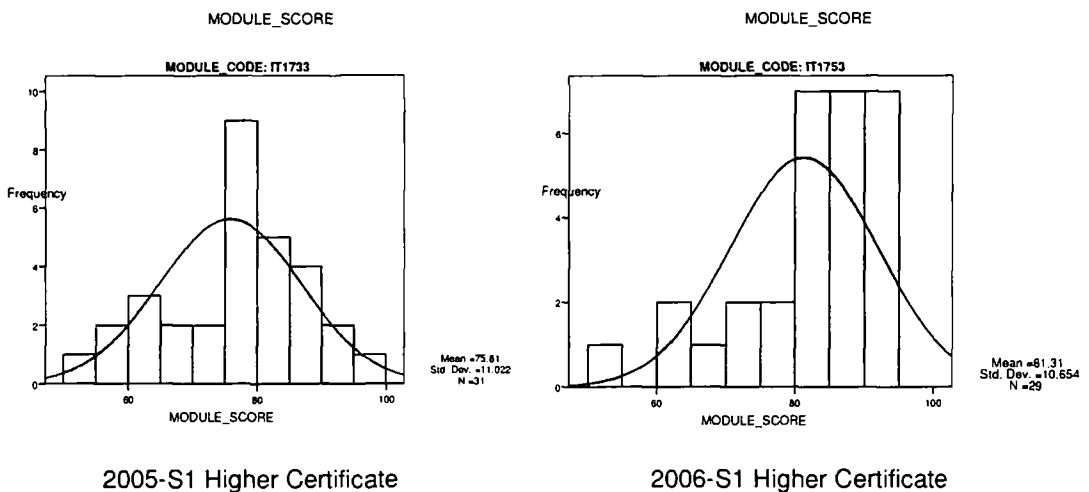 MODULE_SCORE
MODULE_CODE: IT1733
10
8
Frequency
6
4
2
0
60
80
100
MODULE_SCORE
Mean =75.81
Std. Dev. =11.022
N =31
2005-S1 Higher Certificate
MODULE_SCORE
MODULE_CODE: IT1753
6
Frequency
4
2
0
60
80
100
MODULE_SCORE
Mean =81.31
Std. Dev. =10.654
N =29
2006-S1 Higher Certificate